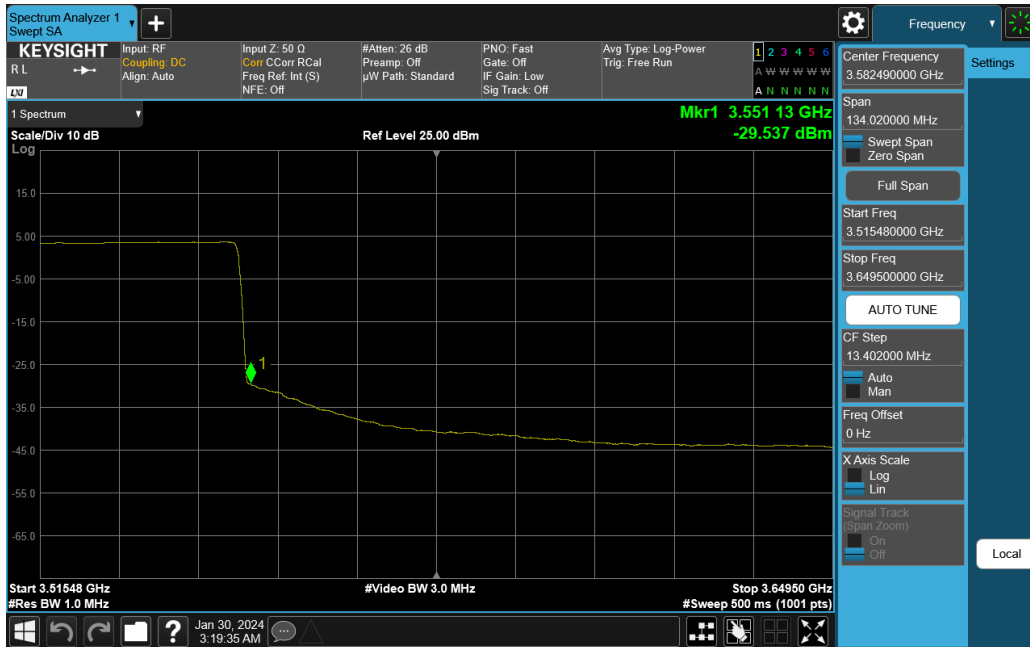 Spectrum Analyzer 1
Swept SA
+
Frequency
KEYSIGHT
R L
LXI
Input: RF
Coupling: DC
Align: Auto
Input Z: 50 Ω
Corr CCorr RCal
Freq Ref: Int (S)
NFE: Off
#Atten: 26 dB
Preamp: Off
µW Path: Standard
PNO: Fast
Gate: Off
IF Gain: Low
Sig Track: Off
Avg Type: Log-Power
Trig: Free Run
1 2 3 4 5 6
A W W W W W
A N N N N N
1 Spectrum
Scale/Div 10 dB
Log
Ref Level 25.00 dBm
Mkr1 3.551 13 GHz
-29.537 dBm
15.0
5.00
-5.00
-15.0
-25.0
-35.0
-45.0
-55.0
-65.0
1
Start 3.51548 GHz
#Res BW 1.0 MHz
#Video BW 3.0 MHz
Stop 3.64950 GHz
#Sweep 500 ms (1001 pts)
?
Jan 30, 2024
3:19:35 AM
Center Frequency
3.582490000 GHz
Span
134.020000 MHz
Swept Span
Zero Span
Full Span
Start Freq
3.515480000 GHz
Stop Freq
3.649500000 GHz
AUTO TUNE
CF Step
13.402000 MHz
Auto
Man
Freq Offset
0 Hz
X Axis Scale
Log
Lin
Signal Track
(Span Zoom)
On
Off
Settings
Local